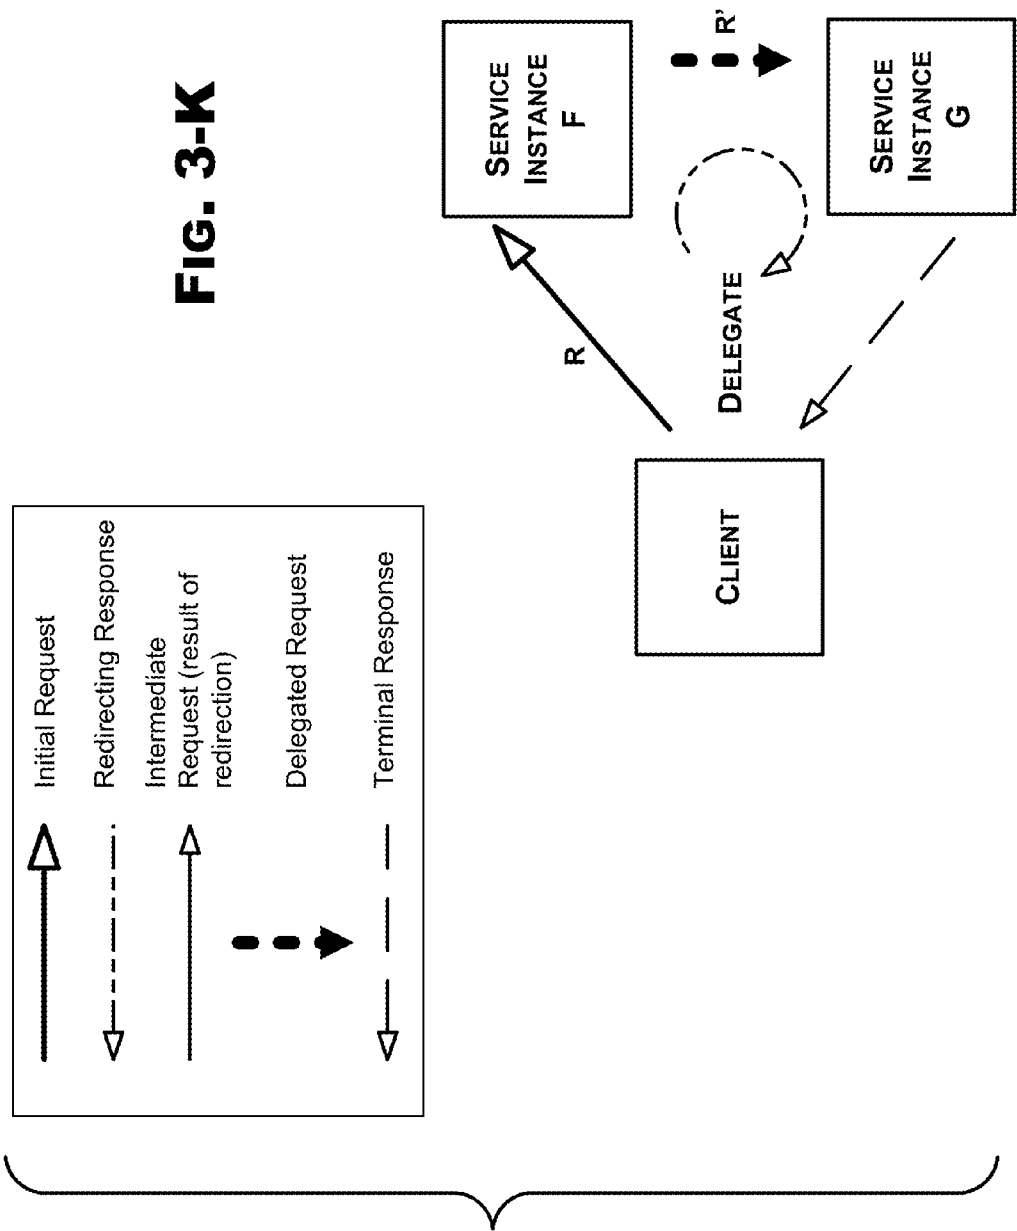 Initial Request
Redirecting Response
Intermediate
Request (result of
redirection)
Delegated Request
Terminal Response
FIG. 3-K
CLIENT
R
DELEGATE
SERVICE
INSTANCE
F
R'
SERVICE
INSTANCE
G